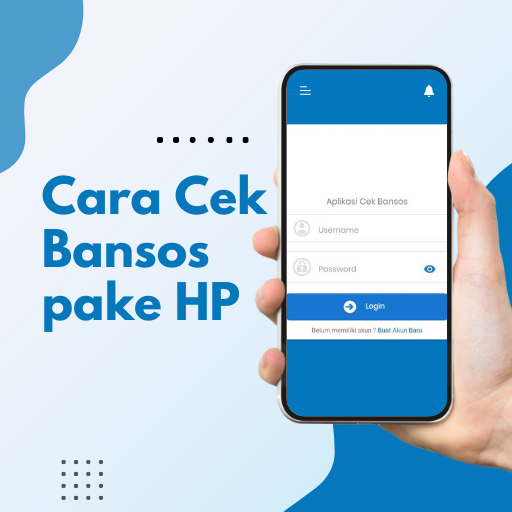 Cara Cek
Bansos
pake HP
Aplikasi Cek Bansos
Username
Password
Login
Belum memiliki akun ? Buat Akun Baru